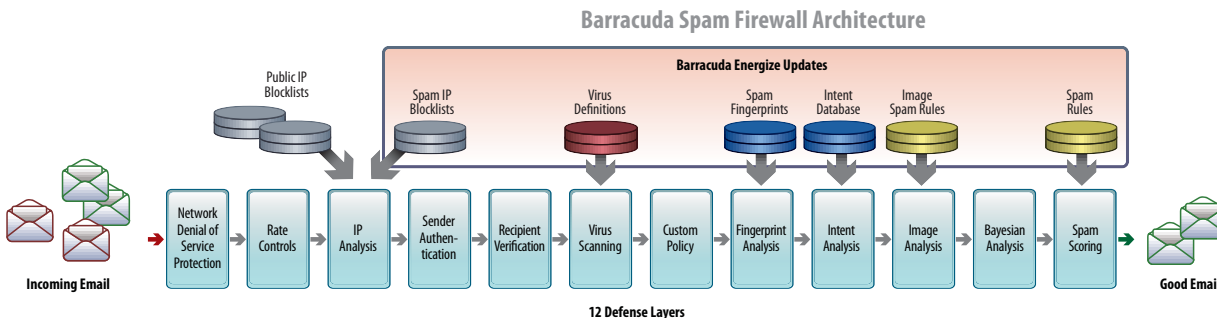 Barracuda Spam Firewall Architecture
Barracuda Energize Updates
Public IP
Blocklists
Spam IP
Blocklists
Virus
Definitions
Spam
Fingerprints
Intent
Database
Image
Spam Rules
Spam
Rules
Network
Denial of
Service
Protection
Rate
Controls
IP
Analysis
Sender
Authen-
tication
Recipient
Verification
Virus
Scanning
Custom
Policy
Fingerprint
Analysis
Intent
Analysis
Image
Analysis
Bayesian
Analysis
Spam
Scoring
Incoming Email
Good Email
12 Defense Layers